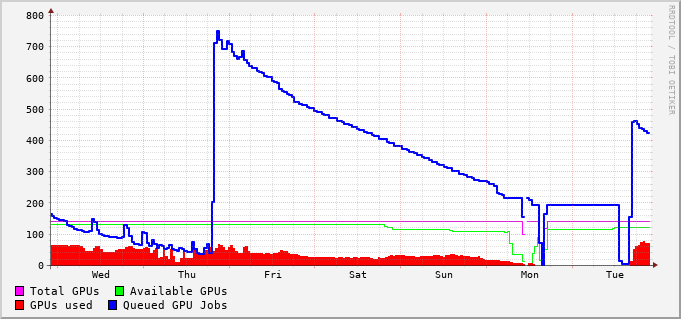 800
700
600
500
400
300
200
100
0
Wed Thu Fri Sat Sun Mon Tue
Total GPUs Available GPUs
GPUs used Queued GPU Jobs
RRDTOOL / TOBI OETIKER